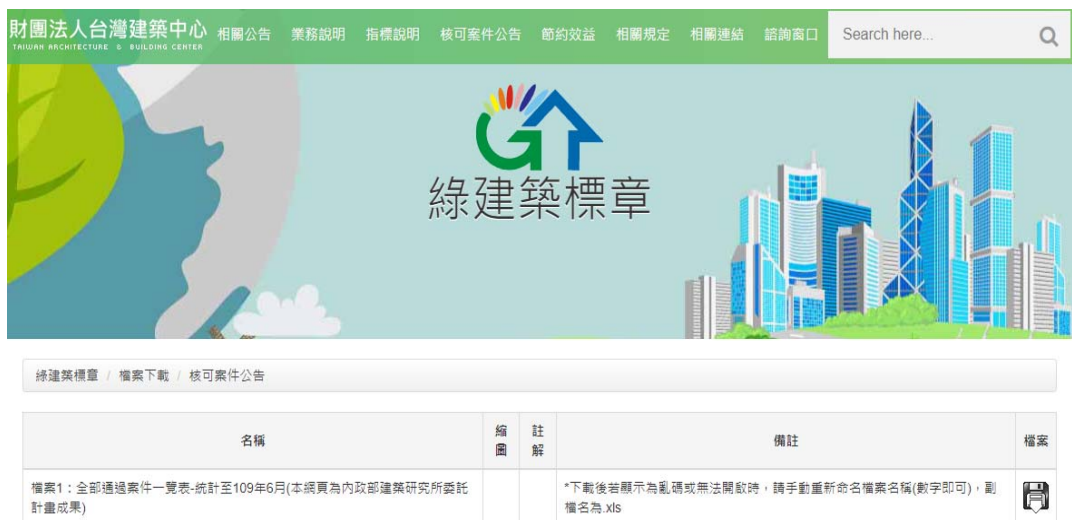 財團法人台灣建築中心
TAIWAN ARCHITECTURE & BUILDING CENTER
相關公告 業務說明 指標說明 核可案件公告 節約效益 相關規定 相關連結 諮詢窗口 Search here...
綠建築標章
綠建築標章 / 檔案下載 / 核可案件公告
名稱 縮圖 註解 備註 檔案
檔案1：全部通過案件一覽表-統計至109年6月(本網頁為內政部建築研究所委託
計畫成果)
*下載後若顯示為亂碼或無法開啟時，請手動重新命名檔案名稱(數字即可)，副
檔名為.xls